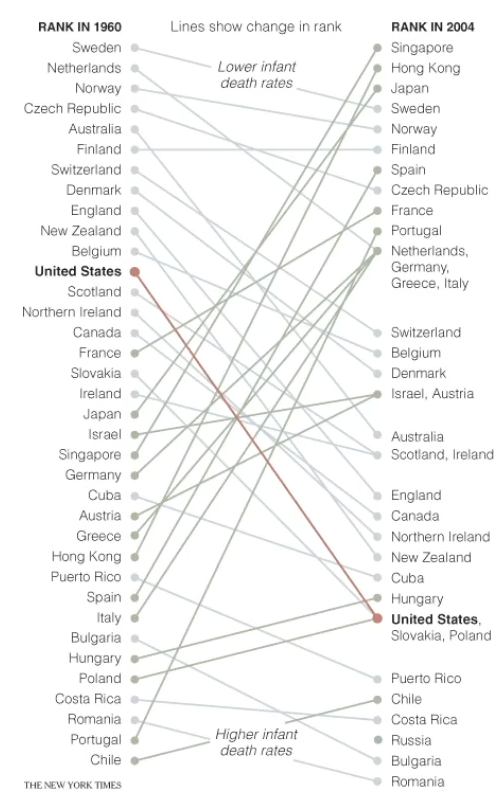 RANK IN 1960
Lines show change in rank
RANK IN 2004
Sweden
Netherlands
Norway
Czech Republic
Australia
Finland
Switzerland
Denmark
England
New Zealand
Belgium
United States
Scotland
Northern Ireland
Canada
France
Slovakia
Ireland
Japan
Israel
Singapore
Germany
Cuba
Austria
Greece
Hong Kong
Puerto Rico
Spain
Italy
Bulgaria
Hungary
Poland
Costa Rica
Romania
Portugal
Chile
THE NEW YORK TIMES
Lower infant
death rates
Higher infant
death rates
Singapore
Hong Kong
Japan
Sweden
Norway
Finland
Spain
Czech Republic
France
Portugal
Netherlands,
Germany,
Greece, Italy
Switzerland
Belgium
Denmark
Israel, Austria
Australia
Scotland, Ireland
England
Canada
Northern Ireland
New Zealand
Cuba
Hungary
United States,
Slovakia, Poland
Puerto Rico
Chile
Costa Rica
Russia
Bulgaria
Romania